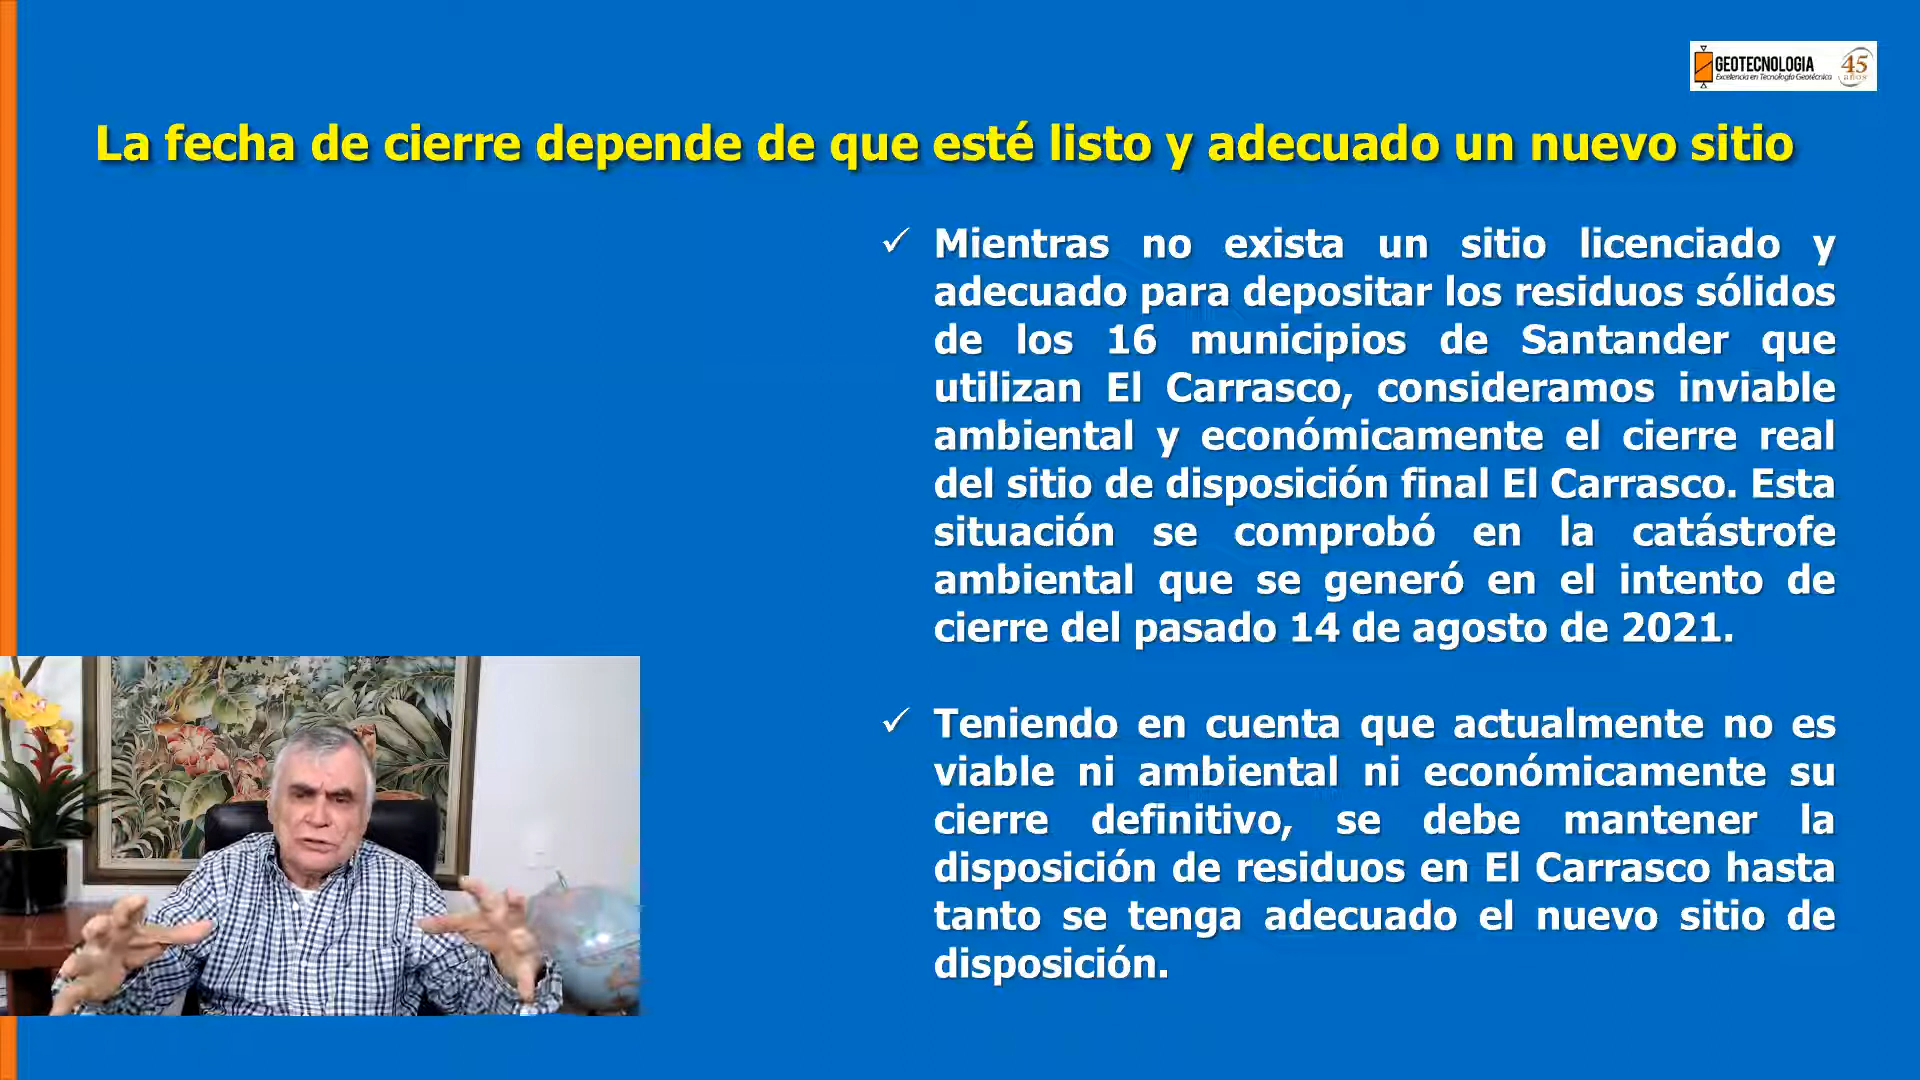 GEOTECNOLOGIA
Excelencia en Tecnología Geotécnica
45
años
La fecha de cierre depende de que esté listo y adecuado un nuevo sitio
✓ Mientras no exista un sitio licenciado y
adecuado para depositar los residuos sólidos
de los 16 municipios de Santander que
utilizan El Carrasco, consideramos inviable
ambiental y económicamente el cierre real
del sitio de disposición final El Carrasco. Esta
situación se comprobó en la catástrofe
ambiental que se generó en el intento de
cierre del pasado 14 de agosto de 2021.
✓ Teniendo en cuenta que actualmente no es
viable ni ambiental ni económicamente su
cierre definitivo, se debe mantener la
disposición de residuos en El Carrasco hasta
tanto se tenga adecuado el nuevo sitio de
disposición.